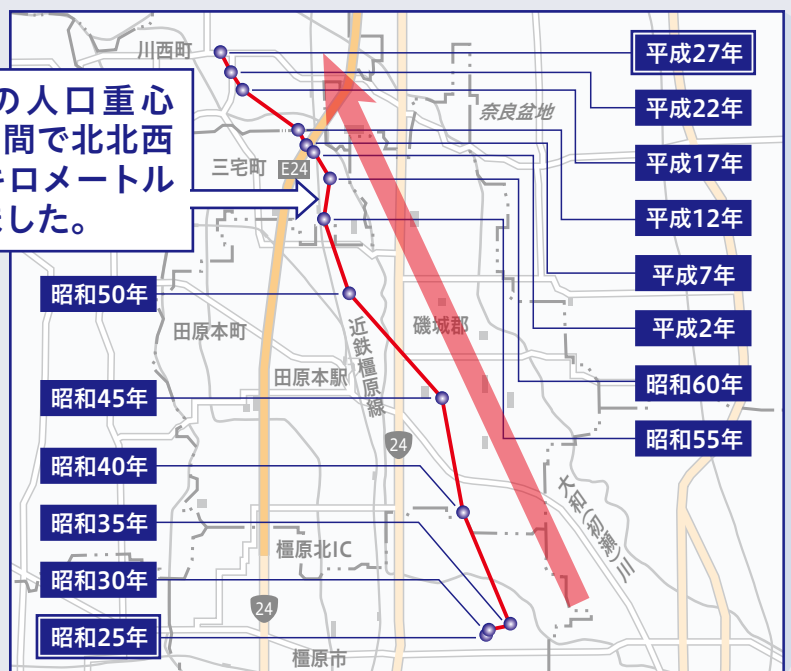 川西町
平成27年
の人口重心
間で北北西
キロメートル
ました。
平成22年
奈良盆地
平成17年
三宅町
E24
平成12年
平成7年
昭和50年
平成2年
田原本町
近鉄橿原線
磯城郡
田原本駅
昭和60年
昭和45年
昭和55年
24
昭和40年
大和(初瀬)川
昭和35年
橿原北IC
昭和30年
24
昭和25年
橿原市